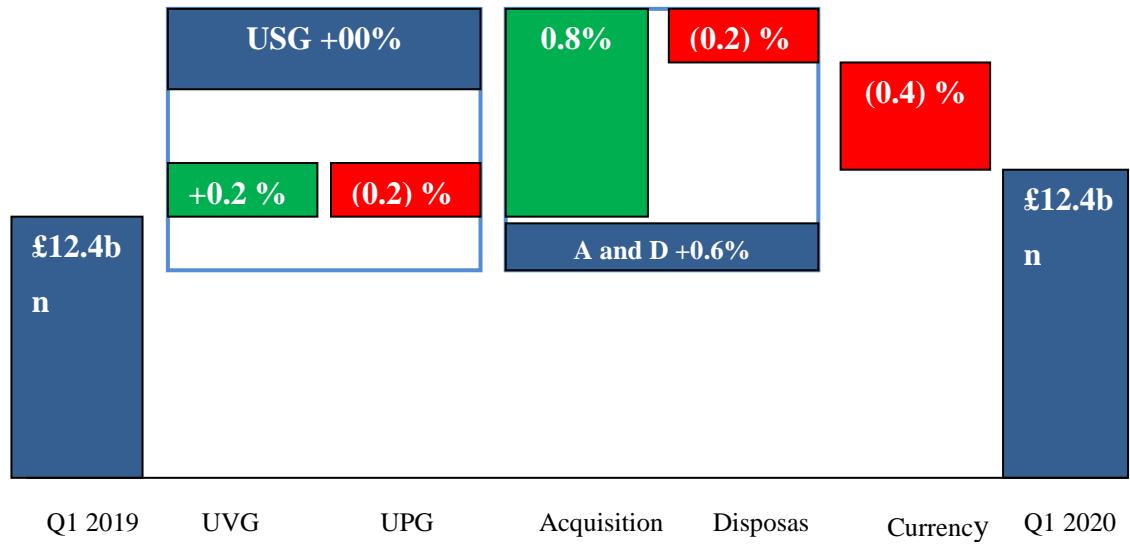 USG +00%
0.8%
(0.2) %
(0.4) %
+0.2 %
(0.2) %
£12.4b
n
A and D +0.6%
£12.4b
n
Q1 2019
UVG
UPG
Acquisition
Disposas
Currency
Q1 2020